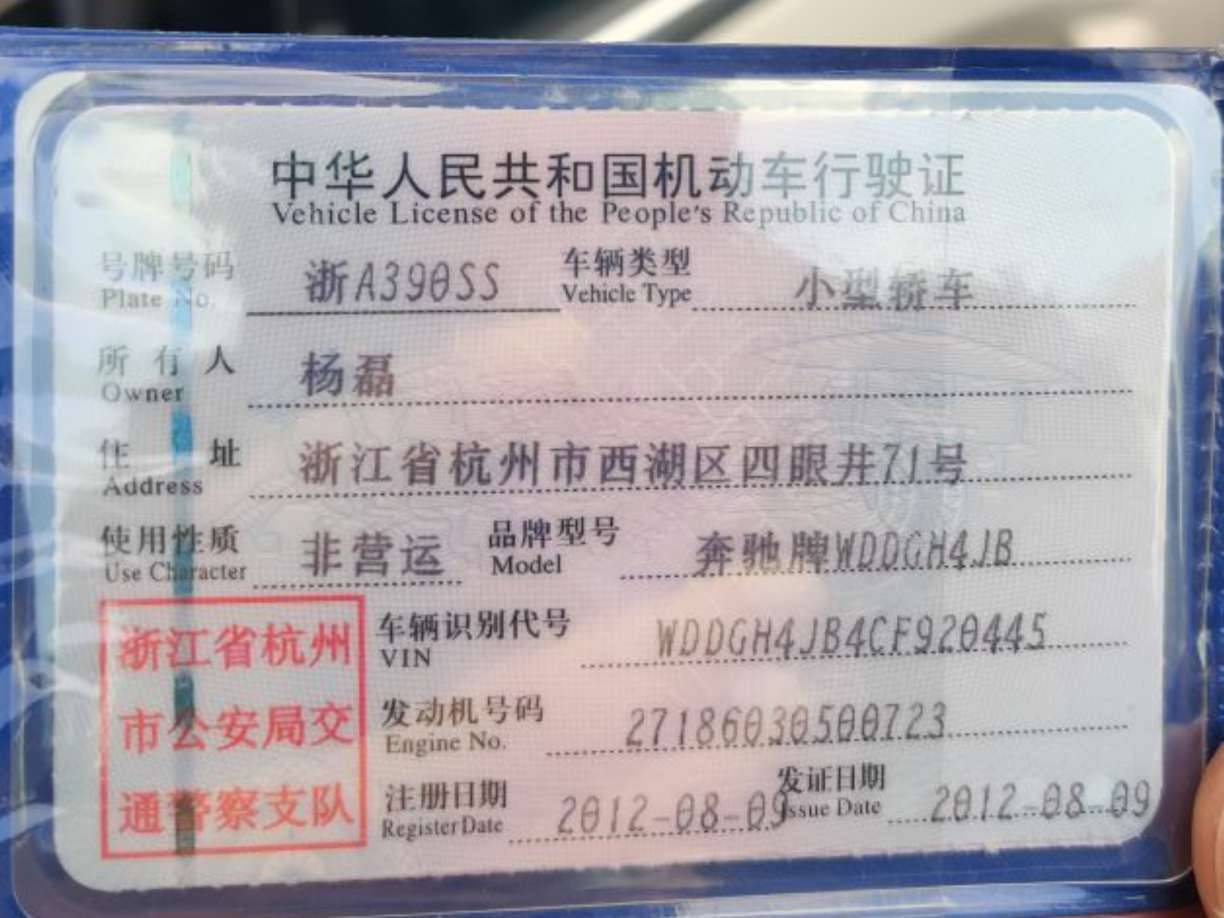 中华人民共和国机动车行驶证
Vehicle License of the People's Republic of China
号牌号码 浙A390SS 车辆类型 小型轿车
Plate No. Vehicle Type
所有人 杨磊
Owner
住址 浙江省杭州市西湖区四眼井71号
Address
使用性质 非营运 品牌型号 奔驰牌WDDGH4JB
Use Character Model
浙江省杭州 车辆识别代号 WDDGH4JB4CF920445
VIN
市公安局交 发动机号码 27186030500723
Engine No.
通警察支队 注册日期 2012-08-09 发证日期 2012-08-09
Register Date Issue Date